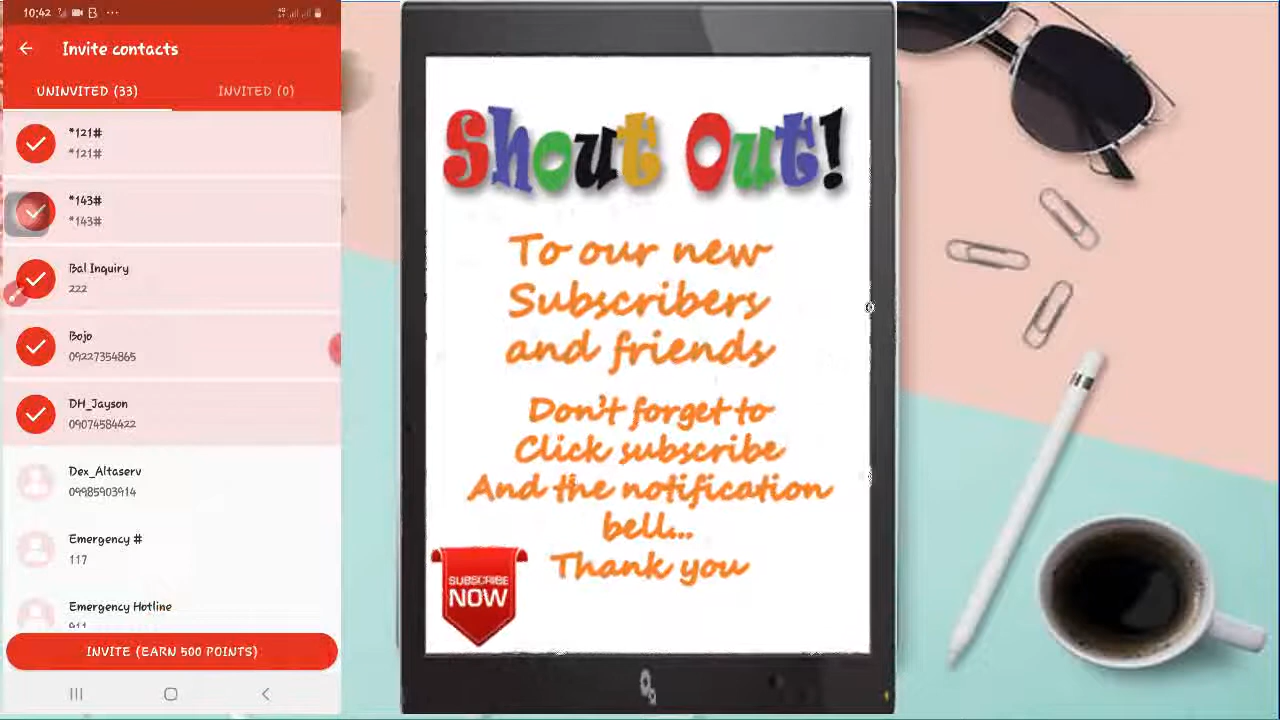 10:42
Invite contacts
UNINVITED (33)
INVITED (0)
*121#
*121#
*143#
*143#
Bal Inquiry
222
Bojo
09227354865
DH_Jayson
09074584422
Dex_Altaserv
09985903914
Emergency #
117
Emergency Hotline
911
INVITE (EARN 500 POINTS)
Shout Out!
To our new
Subscribers
and friends
Don't forget to
Click subscribe
And the notification
bell...
Thank you
SUBSCRIBE
NOW